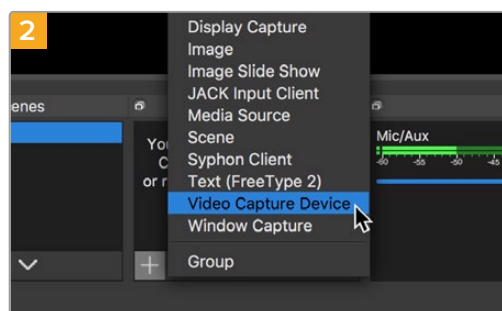 2
Display Capture
Image
Image Slide Show
JACK Input Client
Media Source
Scene
Syphon Client
Text (FreeType 2)
Video Capture Device
Window Capture
Group
enes
You
C
or r
Mic/Aux
-60 -55 -50 -45